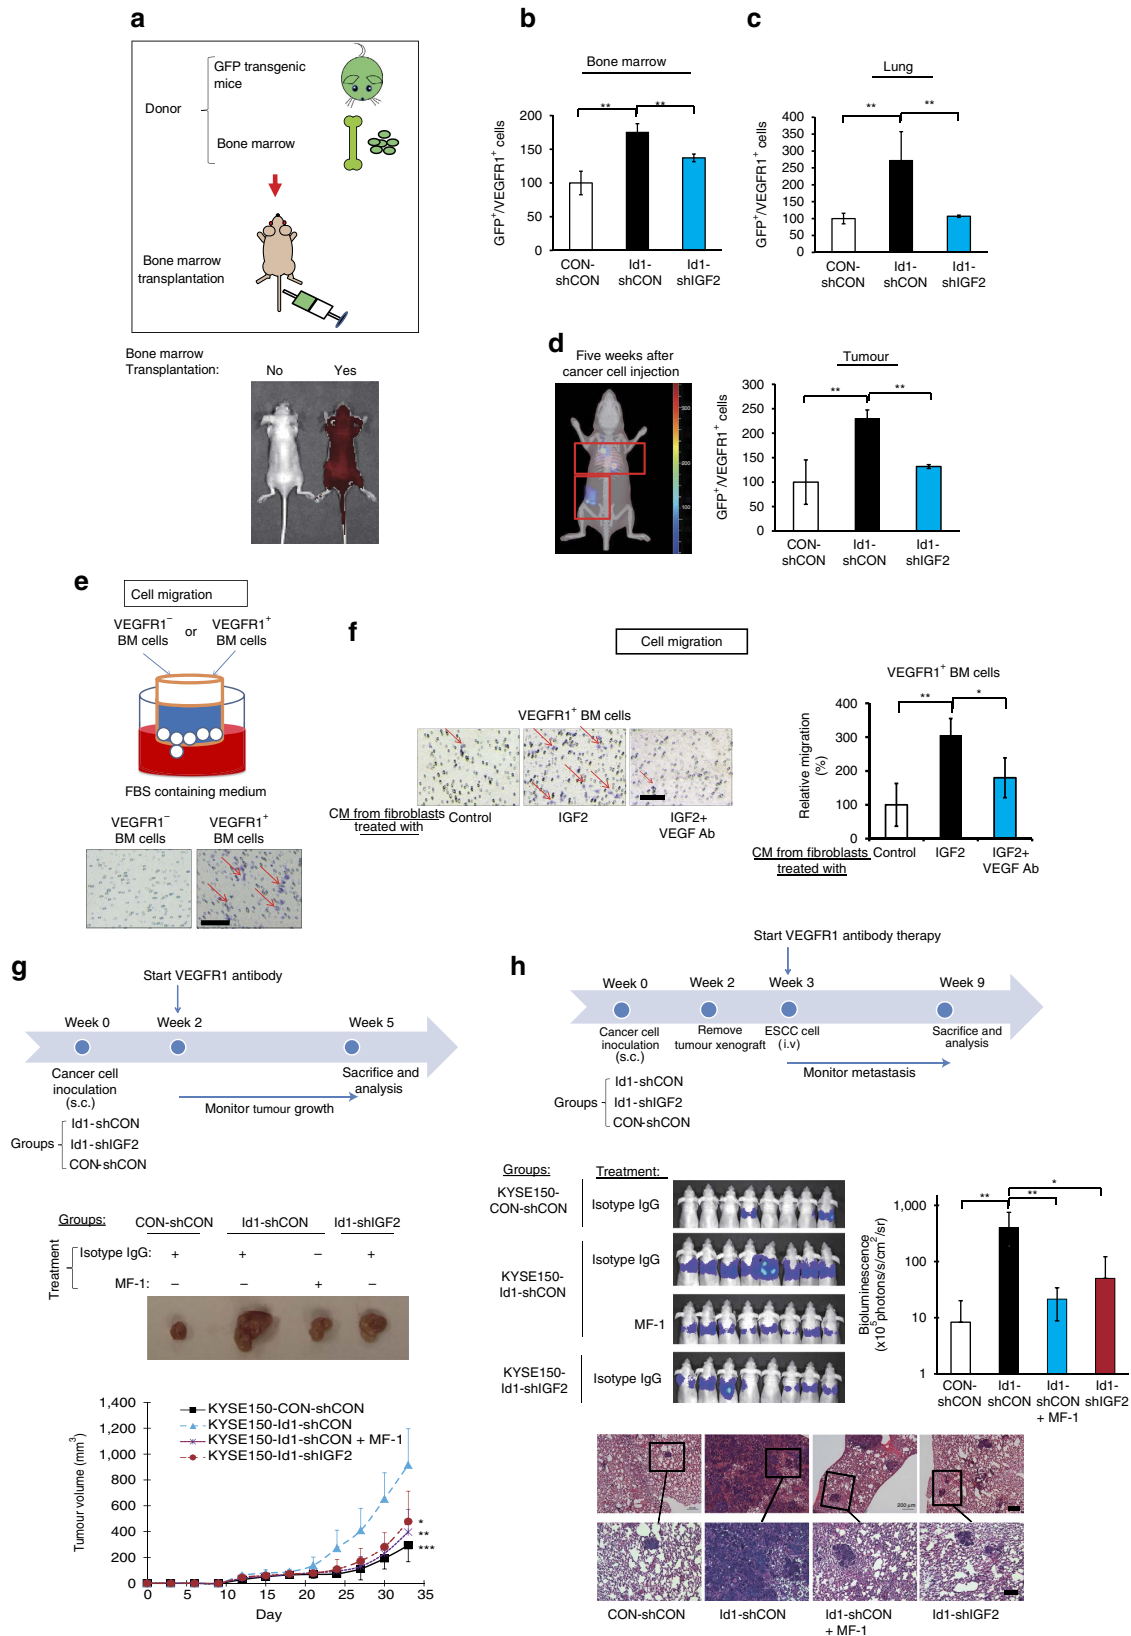 a
GFP transgenic
mice
Donor
Bone marrow
Bone marrow
transplantation
Bone marrow
Transplantation:
No
Yes
b
Bone marrow
**
**
GFP+/VEGFR1+ cells
200
150
100
50
0
CON-
shCON
Id1-
shCON
Id1-
shIGF2
c
Lung
**
**
GFP+/VEGFR1+ cells
400
350
300
250
200
150
100
50
0
CON-
shCON
Id1-
shCON
Id1-
shIGF2
d
Five weeks after
cancer cell injection
300
200
100
Tumour
**
**
GFP+/VEGFR1+ cells
300
250
200
150
100
50
0
CON-
shCON
Id1-
shCON
Id1-
shIGF2
e
Cell migration
VEGFR1−
BM cells
or
VEGFR1+
BM cells
FBS containing medium
VEGFR1−
BM cells
VEGFR1+
BM cells
f
Cell migration
VEGFR1+ BM cells
CM from fibroblasts
treated with
Control
IGF2
IGF2+
VEGF Ab
VEGFR1+ BM cells
**
*
Relative migration
(%)
400
300
200
100
0
CM from fibroblasts
treated with
Control
IGF2
IGF2+
VEGF Ab
g
Start VEGFR1 antibody
Week 0
Week 2
Week 5
Cancer cell
inoculation
(s.c.)
Sacrifice and
analysis
Monitor tumour growth
Groups
Id1-shCON
Id1-shIGF2
CON-shCON
Groups:
CON-shCON
Id1-shCON
Id1-shIGF2
Treatment
Isotype IgG:
+
+
−
+
MF-1:
−
−
+
−
Tumour volume (mm3)
1,400
1,200
1,000
800
600
400
200
0
KYSE150-CON-shCON
KYSE150-Id1-shCON
KYSE150-Id1-shCON + MF-1
KYSE150-Id1-shIGF2
*
**
***
0
5
10
15
20
25
30
35
Day
h
Start VEGFR1 antibody therapy
Week 0
Week 2
Week 3
Week 9
Cancer cell
inoculation
(s.c.)
Remove
tumour xenograft
ESCC cell
(i.v)
Sacrifice and
analysis
Monitor metastasis
Groups
Id1-shCON
Id1-shIGF2
CON-shCON
Groups:
Treatment:
KYSE150-
CON-shCON
Isotype IgG
KYSE150-
Id1-shCON
Isotype IgG
MF-1
KYSE150-
Id1-shIGF2
Isotype IgG
*
**
**
Bioluminescence
(x105photons/s/cm2/sr)
1,000
100
10
1
CON-
shCON
Id1-
shCON
Id1-
shCON
+ MF-1
Id1-
shIGF2
200 µm
CON-shCON
Id1-shCON
Id1-shCON
+ MF-1
Id1-shIGF2